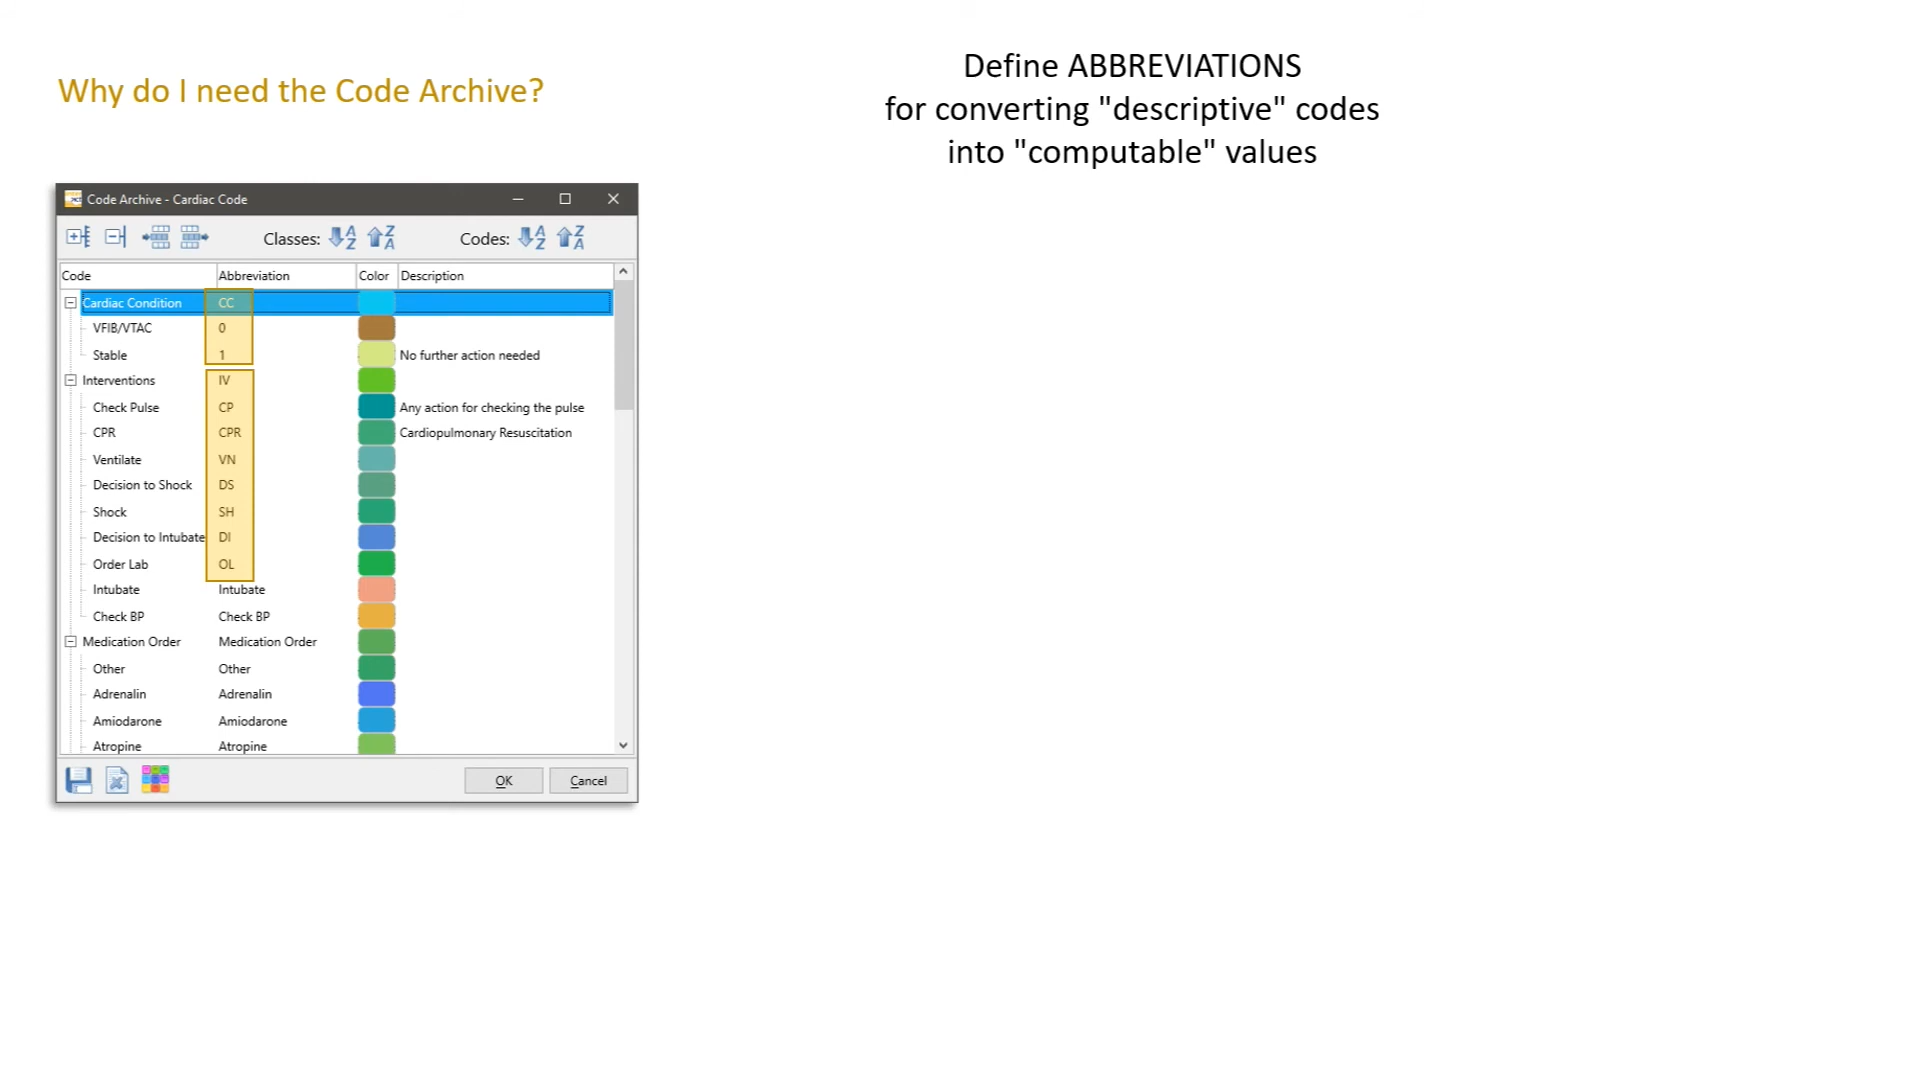 Why do I need the Code Archive?
Define ABBREVIATIONS
for converting "descriptive" codes
into "computable" values
Code Archive - Cardiac Code
Classes: Codes:
Code Abbreviation Color Description
Cardiac Condition CC
VFIB/VTAC 0
Stable 1 No further action needed
Interventions IV
Check Pulse CP Any action for checking the pulse
CPR CPR Cardiopulmonary Resuscitation
Ventilate VN
Decision to Shock DS
Shock SH
Decision to Intubate DI
Order Lab OL
Intubate Intubate
Check BP Check BP
Medication Order Medication Order
Other Other
Adrenalin Adrenalin
Amiodarone Amiodarone
Atropine Atropine
OK Cancel